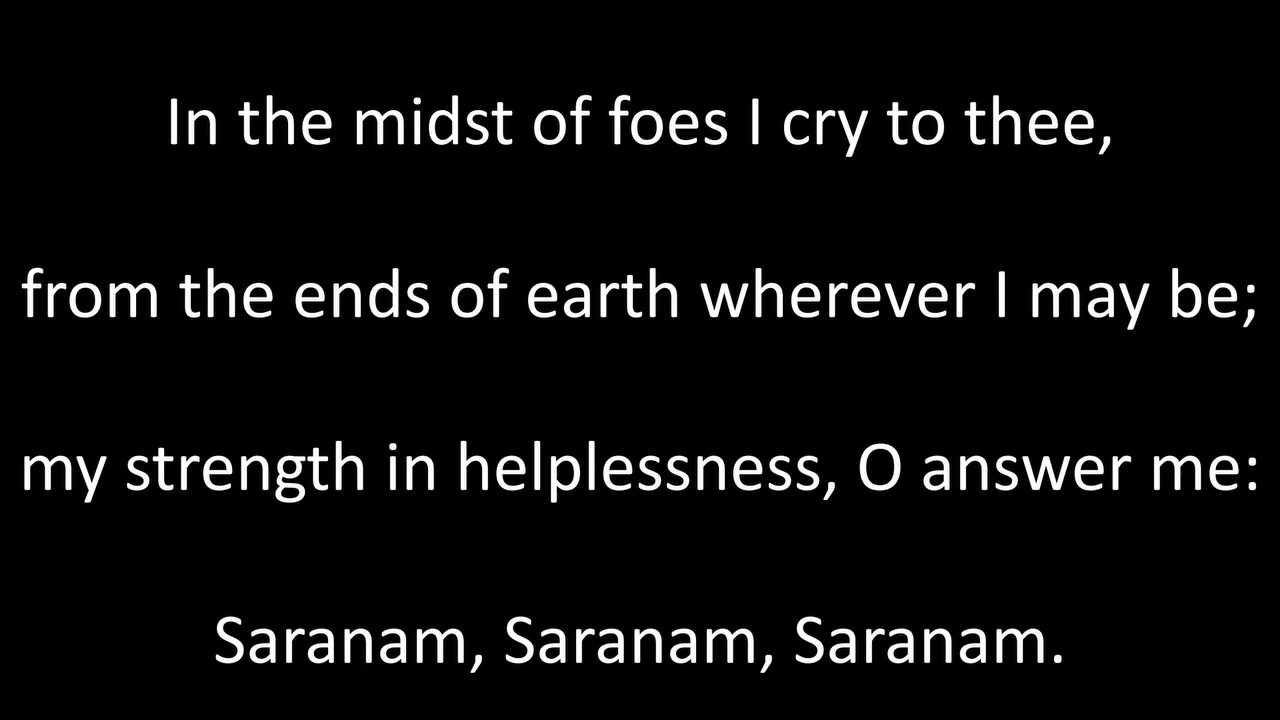 In the midst of foes I cry to thee,
from the ends of earth wherever I may be;
my strength in helplessness, O answer me:
Saranam, Saranam, Saranam.